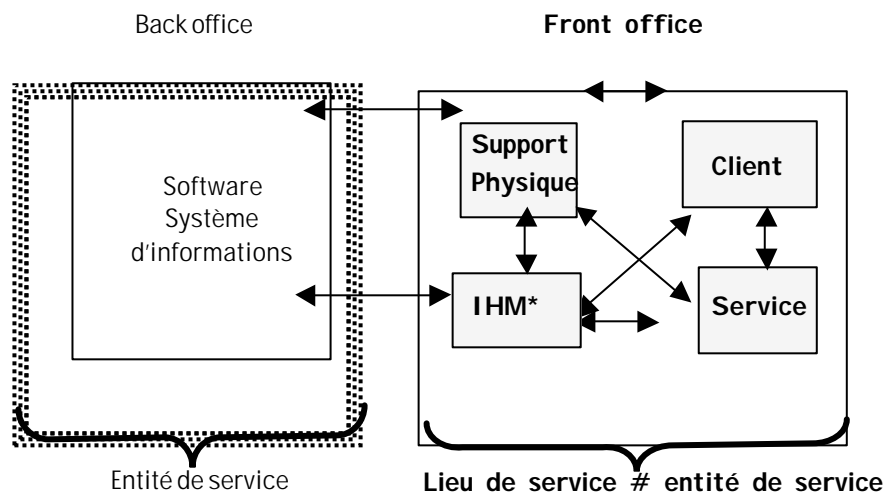 Back office
Front office
Software
Système
d'informations
Support
Physique
Client
IHM*
Service
Entité de service
Lieu de service # entité de service